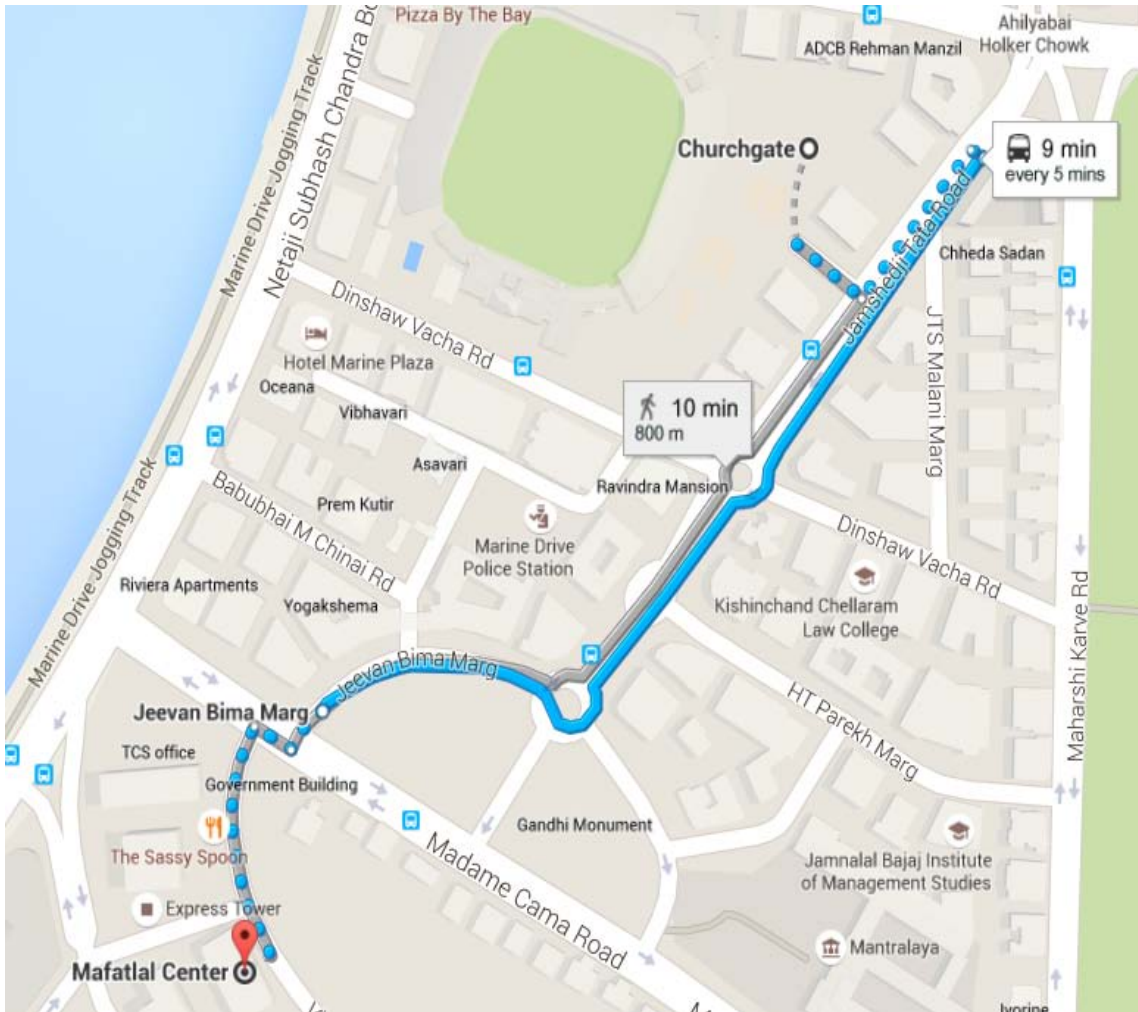 Pizza By The Bay
Ahilyabai
Holker Chowk
ADCB Rehman Manzil
Netaji Subhash Chandra Bo
Marine Drive Jogging Track
Churchgate
9 min
every 5 mins
Jamshedji Tata Road
Chheda Sadan
Dinshaw Vacha Rd
Hotel Marine Plaza
JTS Malani Marg
Oceana
Vibhavari
10 min
800 m
Asavari
Ravindra Mansion
Babubhai M Chinai Rd
Prem Kutir
Marine Drive
Police Station
Dinshaw Vacha Rd
Marine Drive Jogging Track
Riviera Apartments
Yogakshema
Kishinchand Chellaram
Law College
Maharshi Karve Rd
Jeevan Bima Marg
HT Parekh Marg
Jeevan Bima Marg
TCS office
Government Building
Gandhi Monument
The Sassy Spoon
Madame Cama Road
Jamnalal Bajaj Institute
of Management Studies
Express Tower
Mantralaya
Mafatlal Center